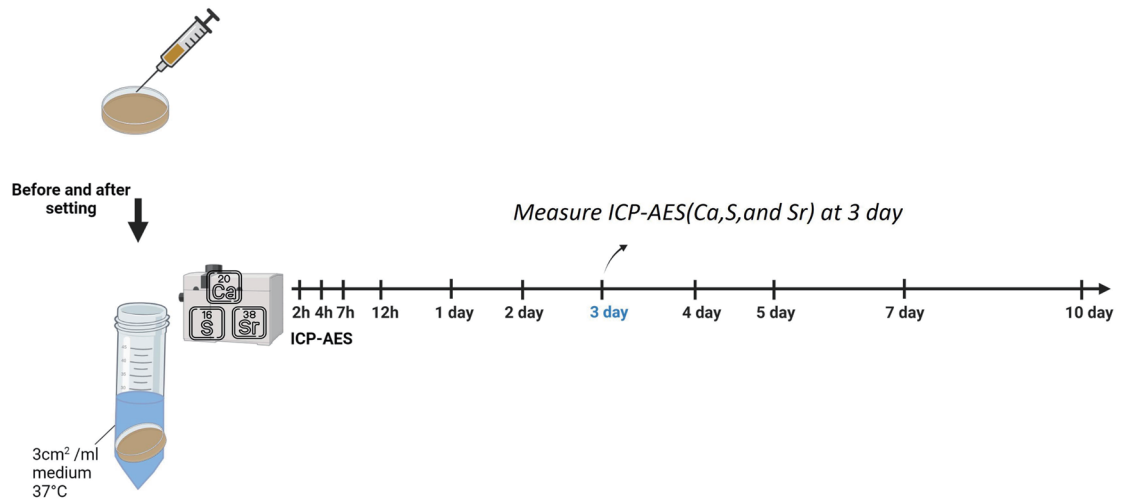 Before and after
setting
Measure ICP-AES(Ca,S,and Sr) at 3 day
20
Ca
16
S
38
Sr
2h 4h 7h 12h 1 day 2 day 3 day 4 day 5 day 7 day 10 day
ICP-AES
3cm² /ml
medium
37°C